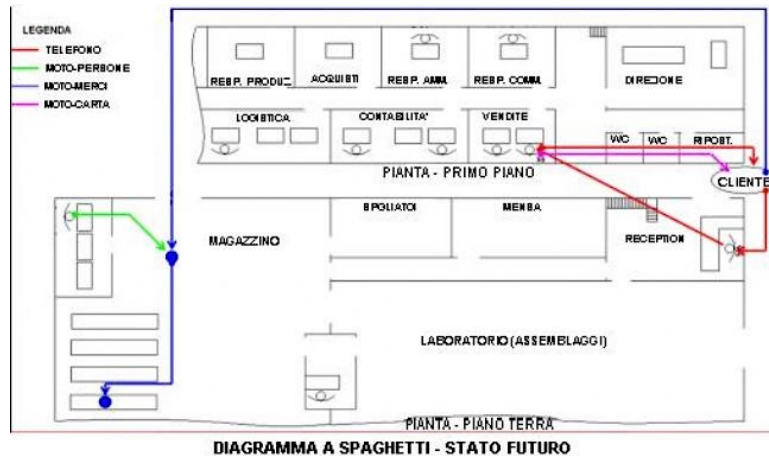 LEGENDA
TELEFONO
MOTO-PERSONE
MOTO-MERCI
MOTO-CARTA
RESP. PRODUZ.
ACQUISTI
RESP. AMM.
RESP. COMM.
DIREZIONE
LOGISTICA
CONTABILITA'
VENDITE
WC
WC
RIPOST.
PIANTA - PRIMO PIANO
CLIENTE
SPOGLIATOI
MENSA
MAGAZZINO
RECEPTION
LABORATORIO (ASSEMBLAGGI)
PIANTA - PIANO TERRA
DIAGRAMMA A SPAGHETTI - STATO FUTURO